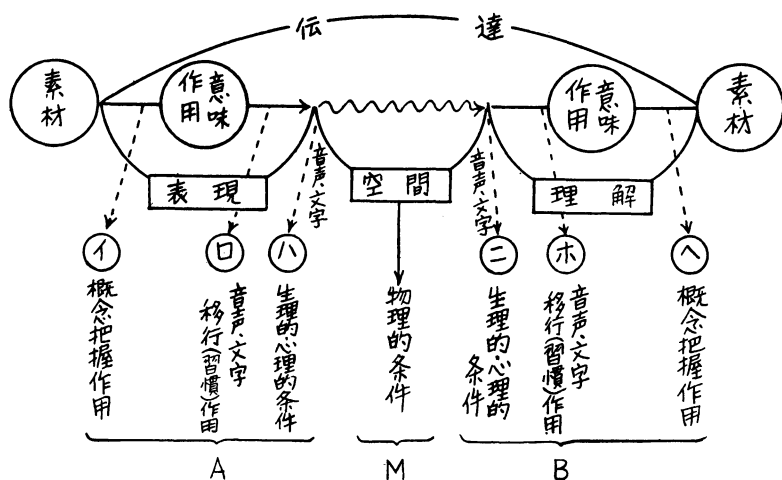 伝達
素材
意味作用
意味作用
素材
音声・文字
音声・文字
表現
空間
理解
イ
ロ
ハ
ニ
ホ
ヘ
概念把握作用
音声・文字
移行(習慣)作用
生理的・心理的条件
物理的条件
生理的・心理的
条件
音声・文字
移行(習慣)作用
概念把握作用
A
M
B